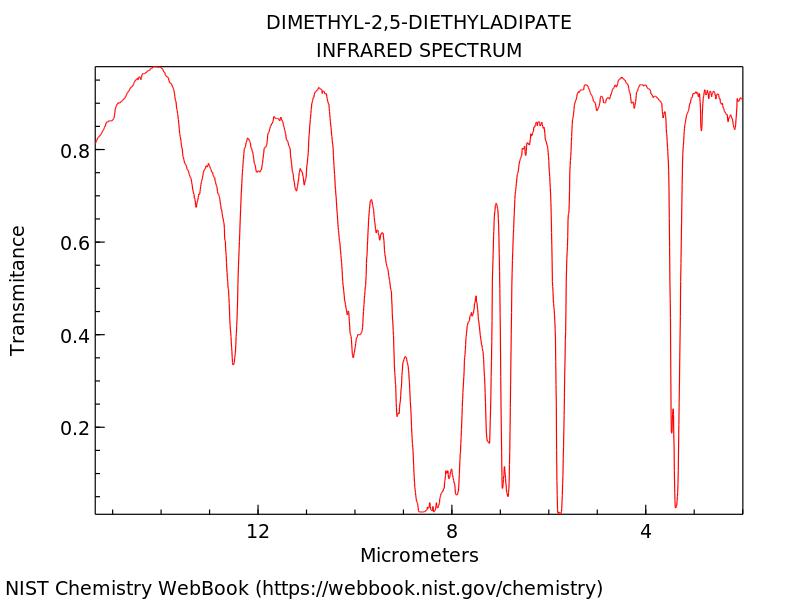 DIMETHYL-2,5-DIETHYLADIPATE
INFRARED SPECTRUM
0.8
0.6
0.4
0.2
Transmitance
12 8 4
Micrometers
NIST Chemistry WebBook (https://webbook.nist.gov/chemistry)